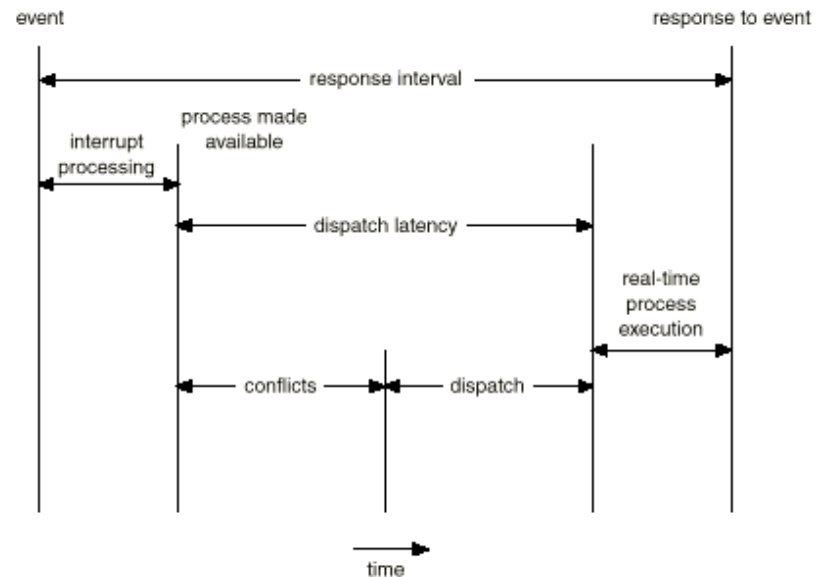 event
response to event
response interval
process made
available
interrupt
processing
dispatch latency
real-time
process
execution
conflicts
dispatch
time